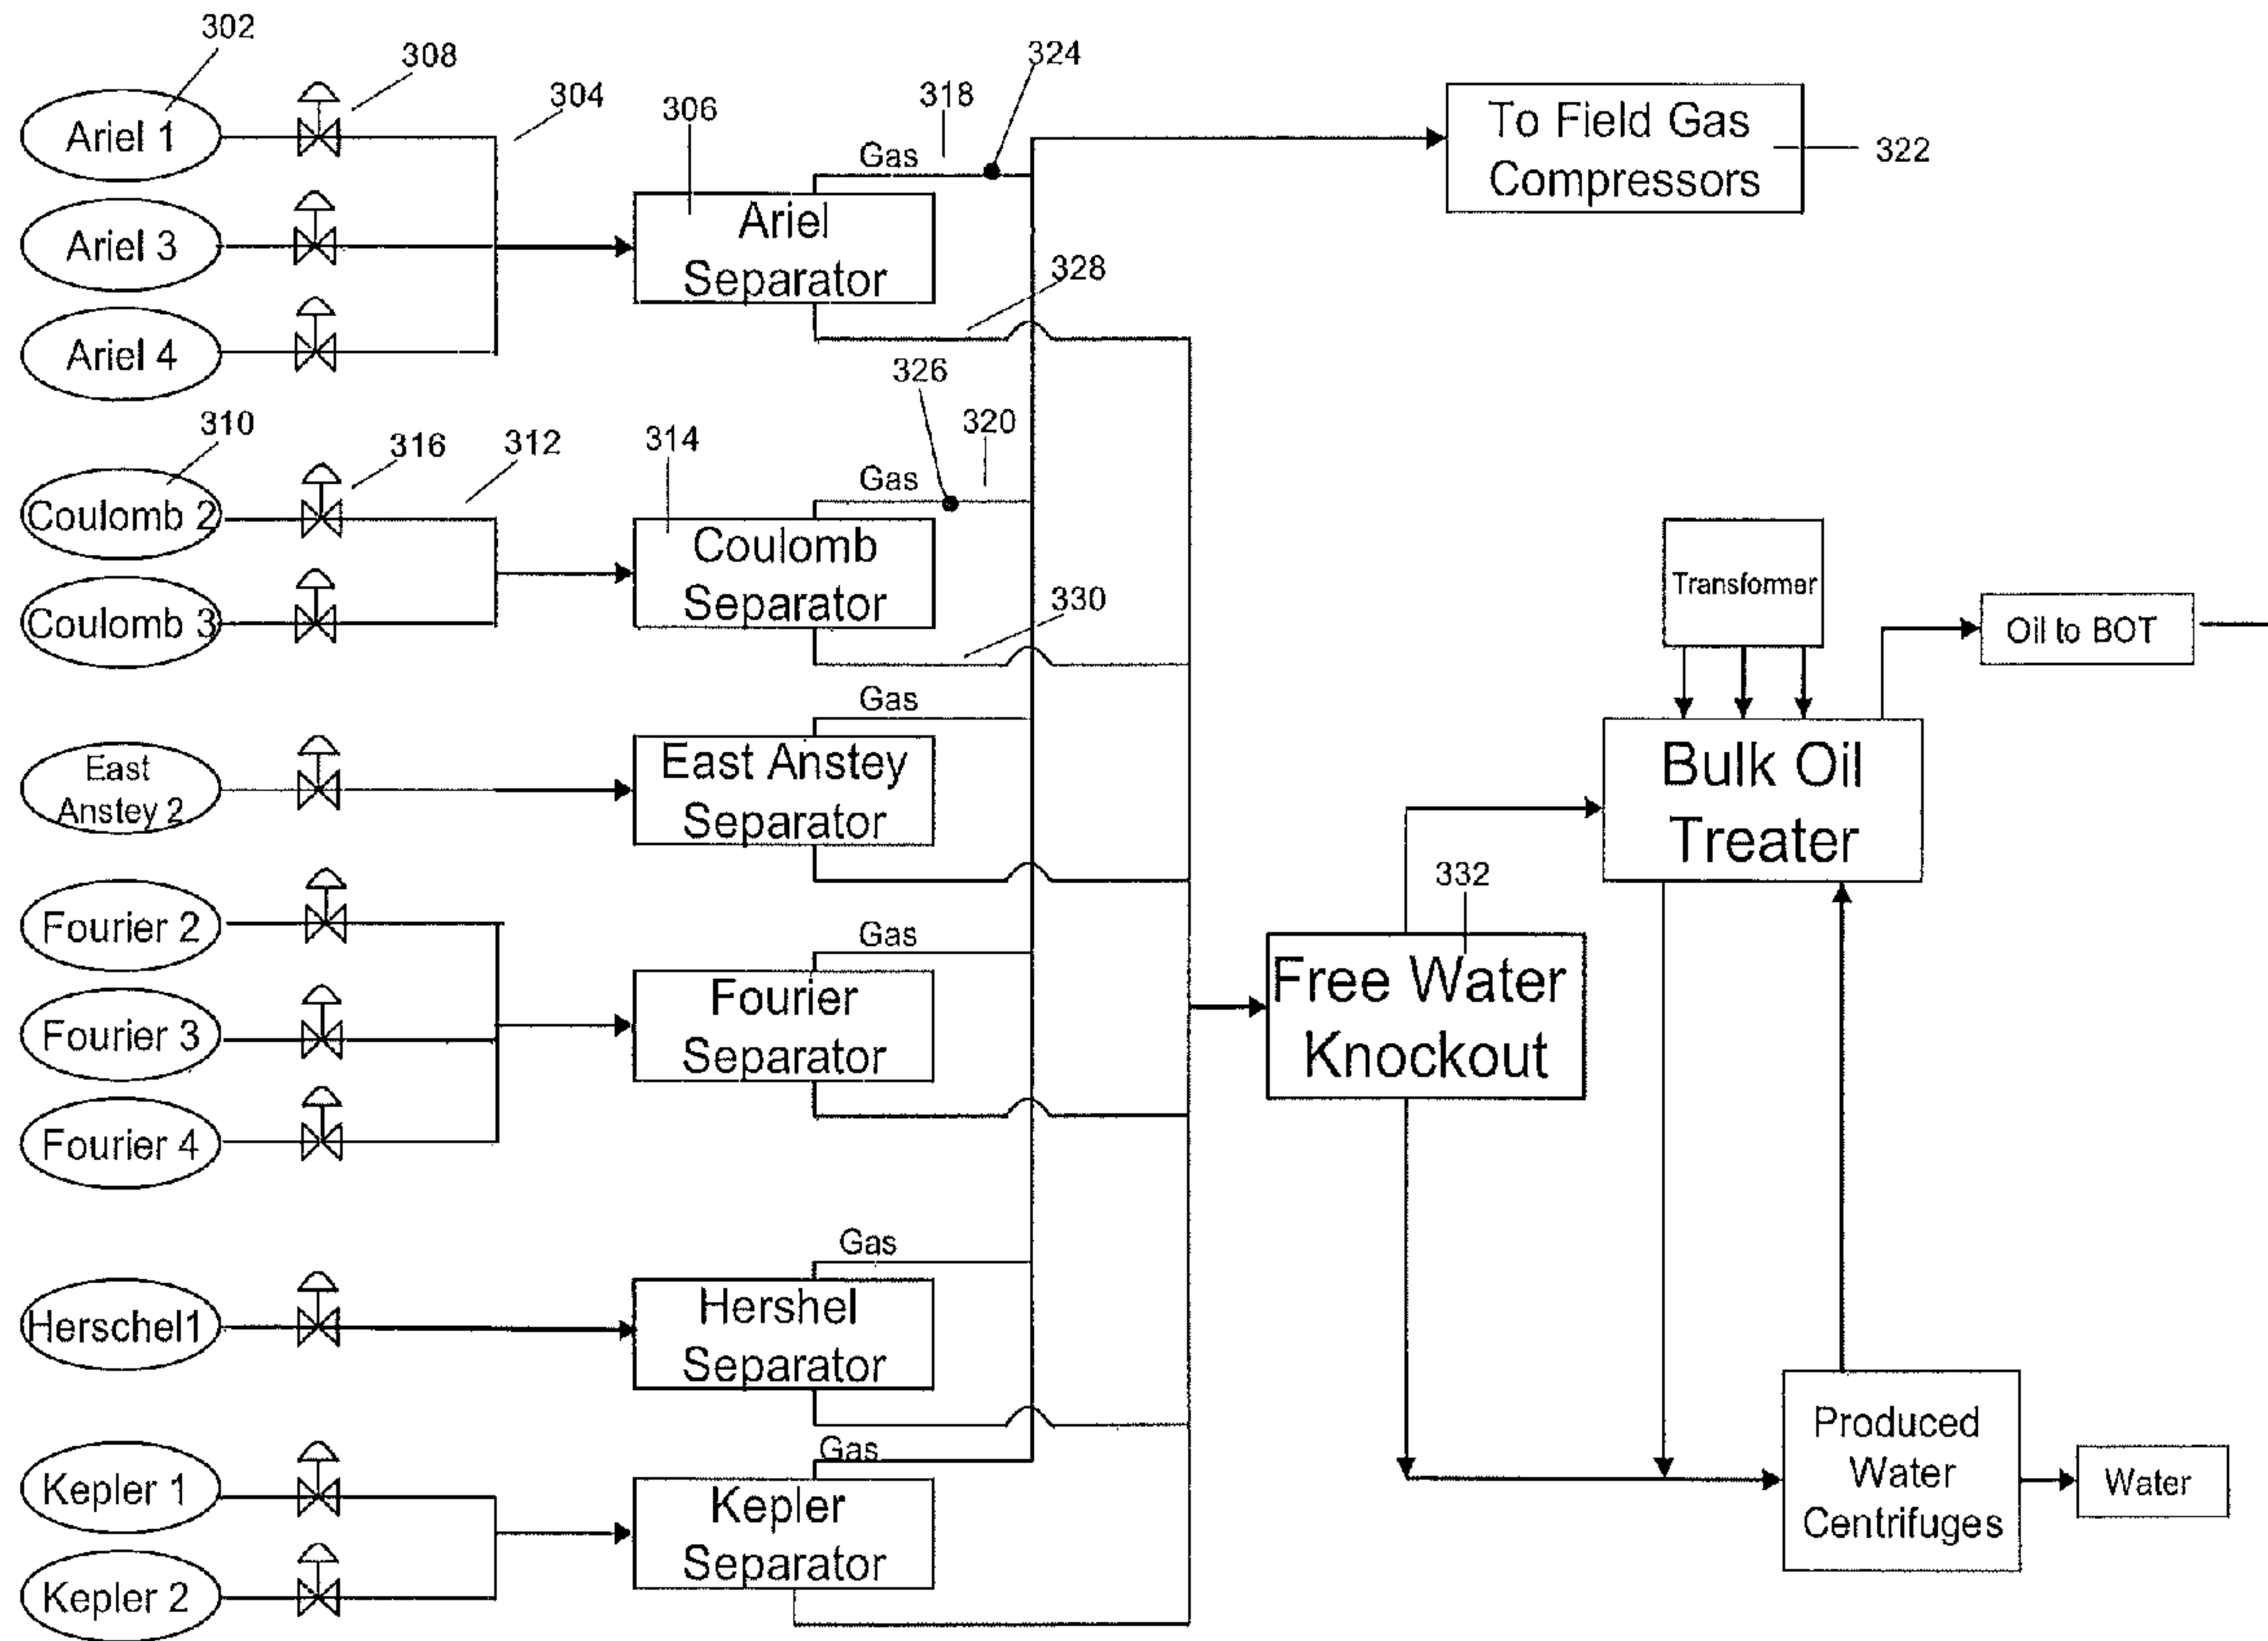 302
308
324
304
318
306
Ariel 1
Gas
To Field Gas
Compressors
322
Ariel 3
Ariel
Separator
328
Ariel 4
326
310
320
316
312
314
Gas
Coulomb 2
Coulomb
Separator
330
Coulomb 3
Transformer
Oil to BOT
Gas
East
Anstey 2
East Anstey
Separator
Bulk Oil
Treater
332
Fourier 2
Gas
Fourier 3
Fourier
Separator
Free Water
Knockout
Fourier 4
Gas
Herschel1
Hershel
Separator
Gas
Kepler 1
Kepler
Separator
Kepler 2
Produced
Water
Centrifuges
Water